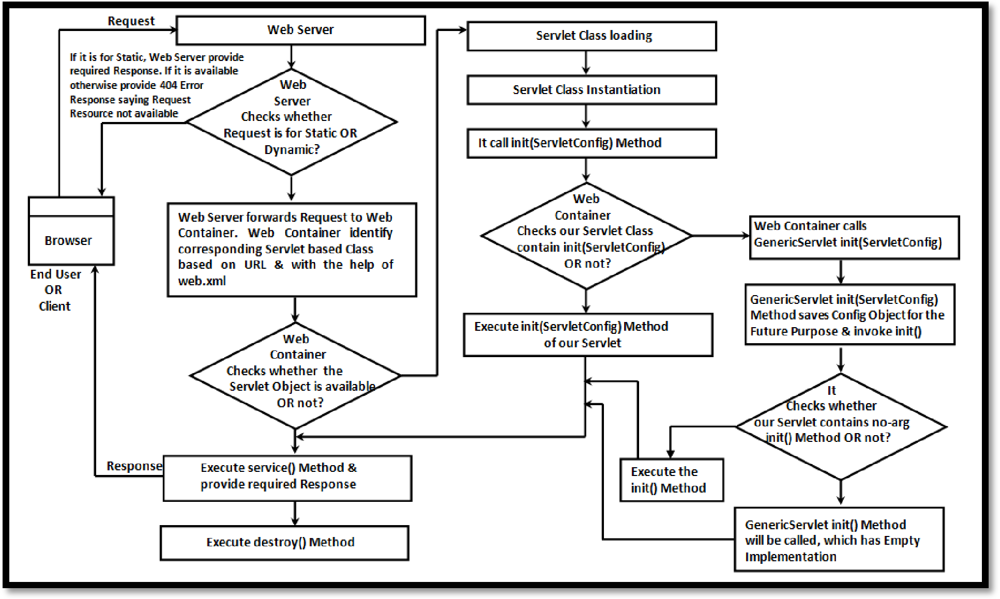 Request
Web Server
If it is for Static, Web Server provide
required Response. If it is available
otherwise provide 404 Error
Response saying Request
Resource not available
Web
Server
Checks whether
Request is for Static OR
Dynamic?
Browser
End User
OR
Client
Web Server forwards Request to Web
Container. Web Container identify
corresponding Servlet based Class
based on URL & with the help of
web.xml
Web
Container
Checks whether the
Servlet Object is available
OR not?
Response
Execute service() Method &
provide required Response
Execute destroy() Method
Servlet Class loading
Servlet Class Instantiation
It call init(ServletConfig) Method
Web
Container
Checks our Servlet Class
contain init(ServletConfig)
OR not?
Execute init(ServletConfig) Method
of our Servlet
Web Container calls
GenericServlet init(ServletConfig)
GenericServlet init(ServletConfig)
Method saves Config Object for the
Future Purpose & invoke init()
It
Checks whether
our Servlet contains no-arg
init() Method OR not?
Execute the
init() Method
GenericServlet init() Method
will be called, which has Empty
Implementation